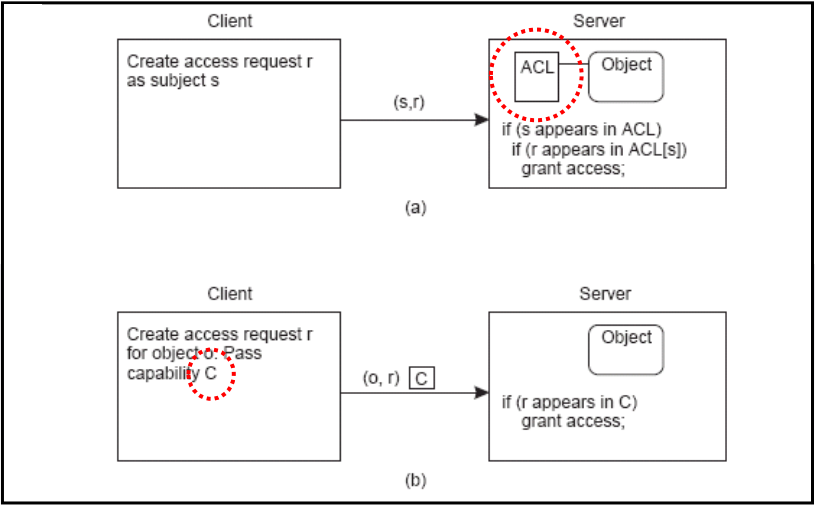 Client
Server
Create access request r
as subject s
(s,r)
ACL
Object
if (s appears in ACL)
if (r appears in ACL[s])
grant access;
(a)
Client
Server
Create access request r
for object o. Pass
capability C
(o, r) C
Object
if (r appears in C)
grant access;
(b)